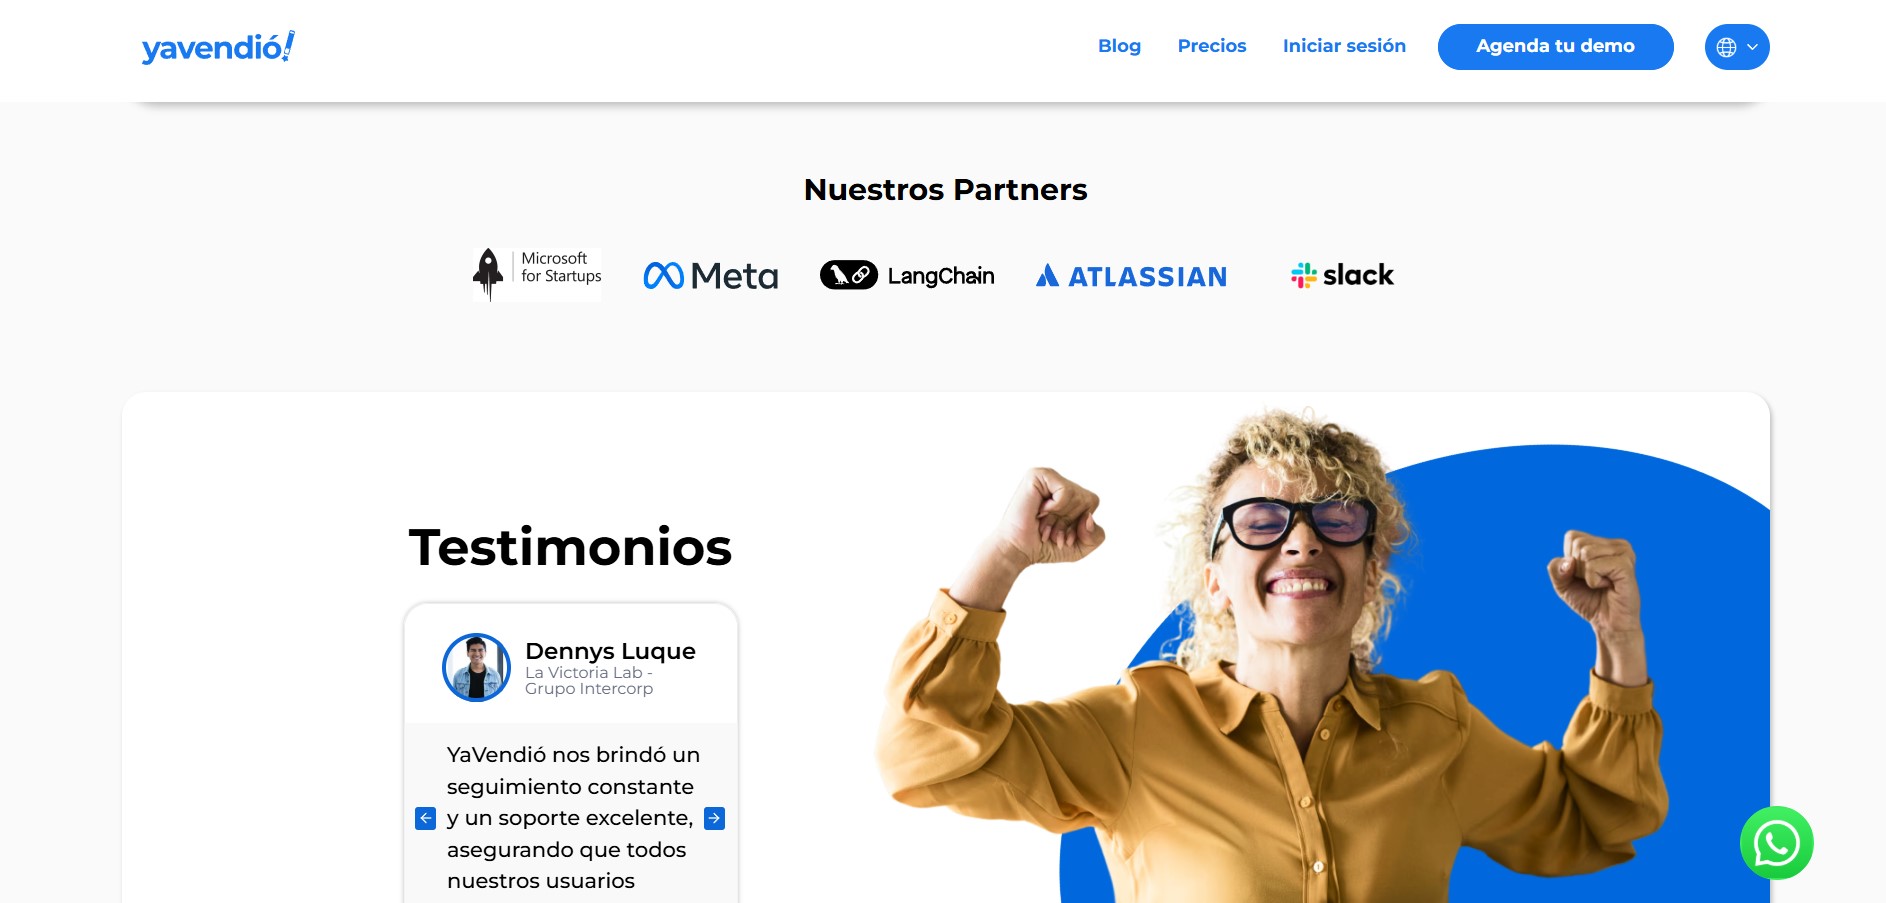 yavendió!
Blog
Precios
Iniciar sesión
Agenda tu demo
Nuestros Partners
Microsoft
for Startups
Meta
LangChain
ATLASSIAN
slack
Testimonios
Dennys Luque
La Victoria Lab -
Grupo Intercorp
YaVendió nos brindó un
seguimiento constante
y un soporte excelente,
asegurando que todos
nuestros usuarios